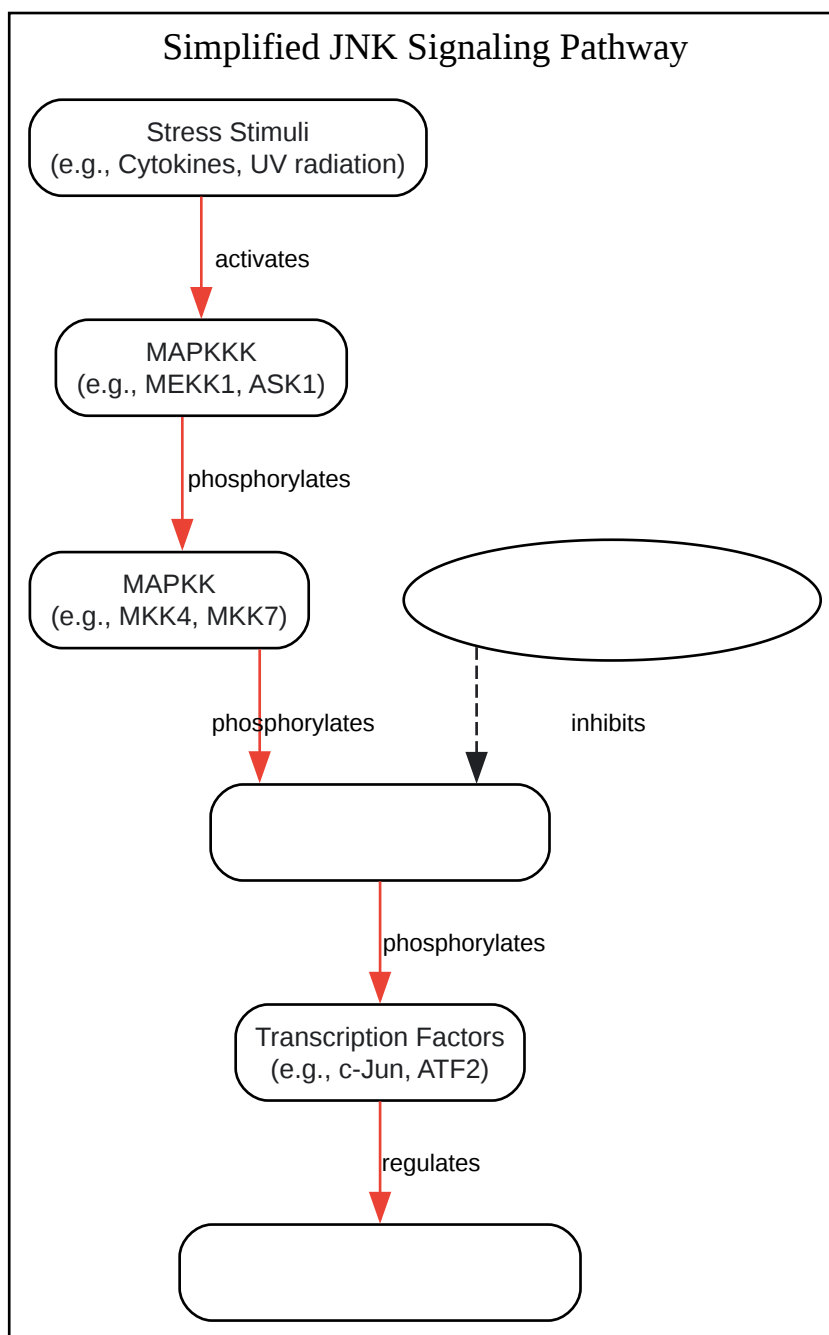 Simplified JNK Signaling Pathway
Stress Stimuli
(e.g., Cytokines, UV radiation)
activates
MAPKKK
(e.g., MEKK1, ASK1)
phosphorylates
MAPKK
(e.g., MKK4, MKK7)
phosphorylates
inhibits
phosphorylates
Transcription Factors
(e.g., c-Jun, ATF2)
regulates